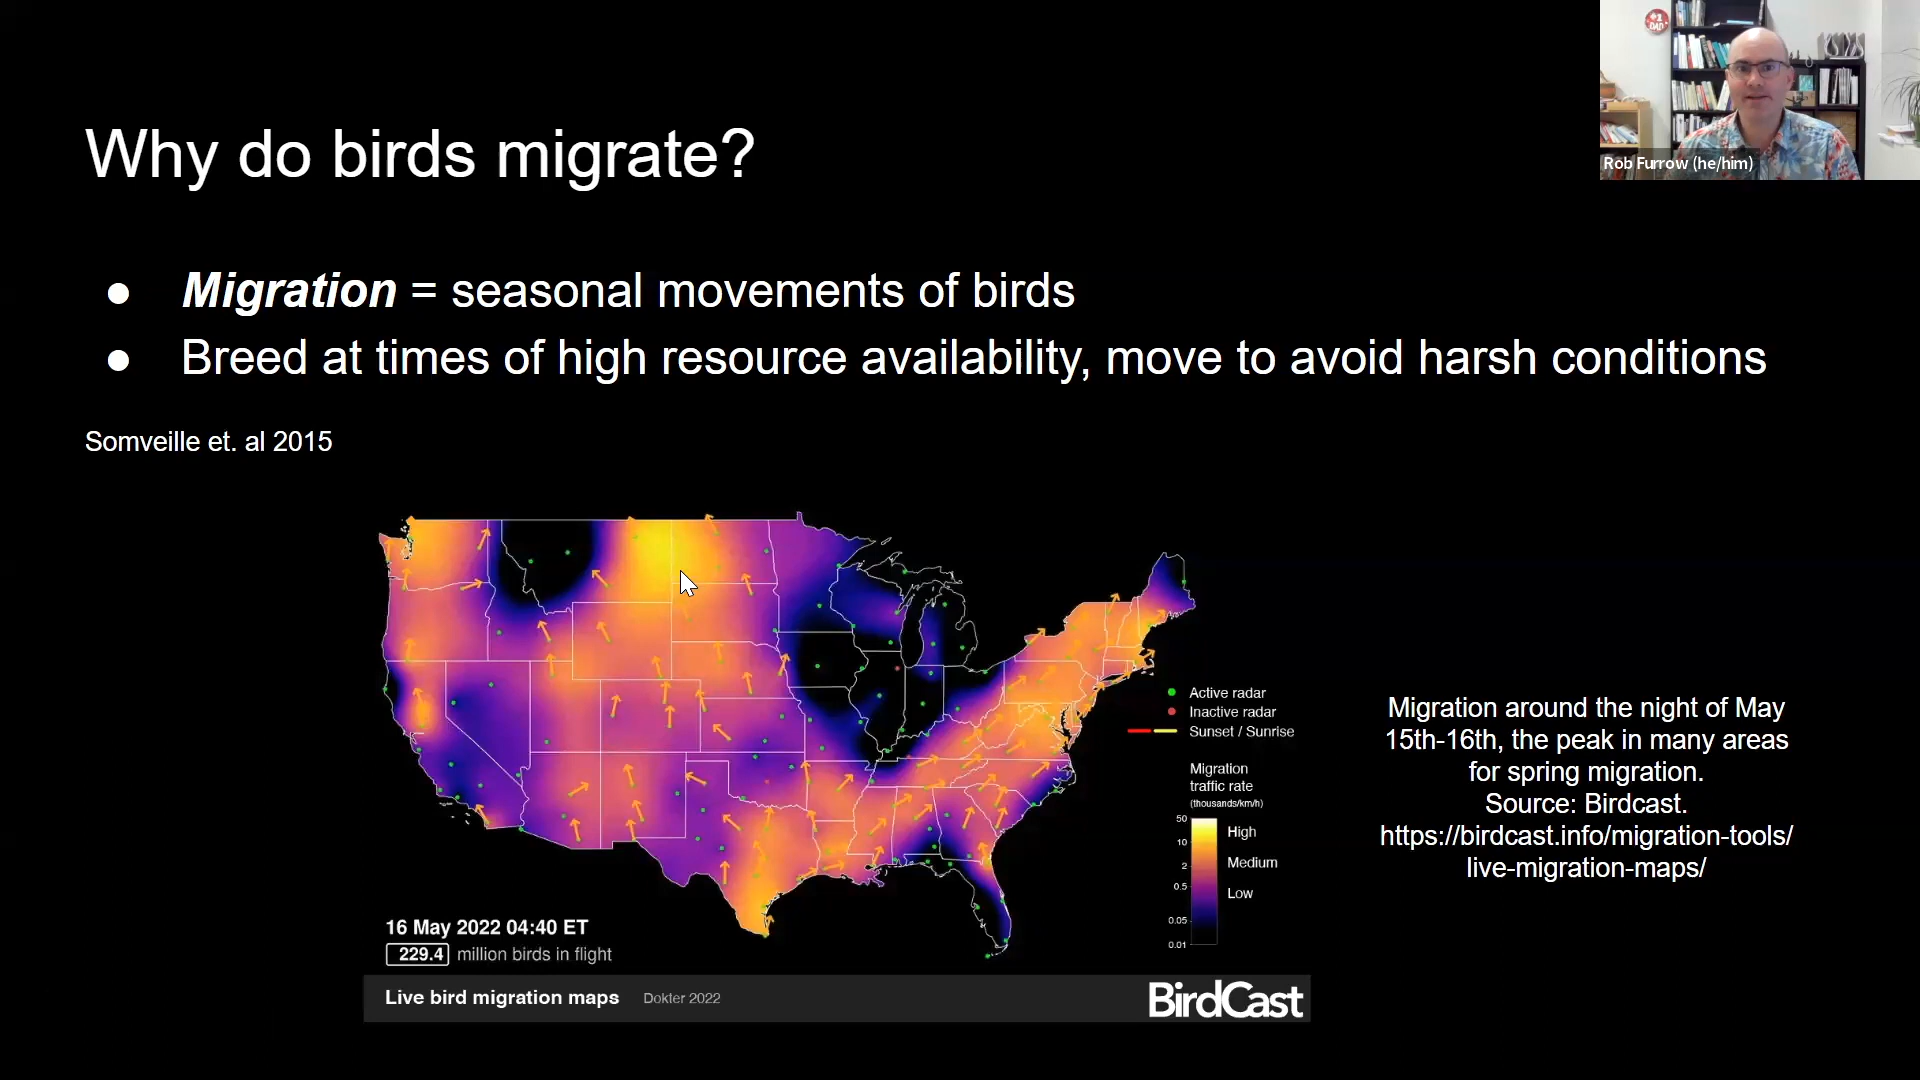 Why do birds migrate?
● Migration = seasonal movements of birds
● Breed at times of high resource availability, move to avoid harsh conditions
Somveille et. al 2015
#1
DAD
Rob Furrow (he/him)
Active radar
Inactive radar
Sunset / Sunrise
Migration
traffic rate
(thousands/km/h)
50
High
10
Medium
2
0.5
Low
0.05
0.01
16 May 2022 04:40 ET
229.4 million birds in flight
Live bird migration maps Dokter 2022
BirdCast
Migration around the night of May
15th-16th, the peak in many areas
for spring migration.
Source: Birdcast.
https://birdcast.info/migration-tools/
live-migration-maps/